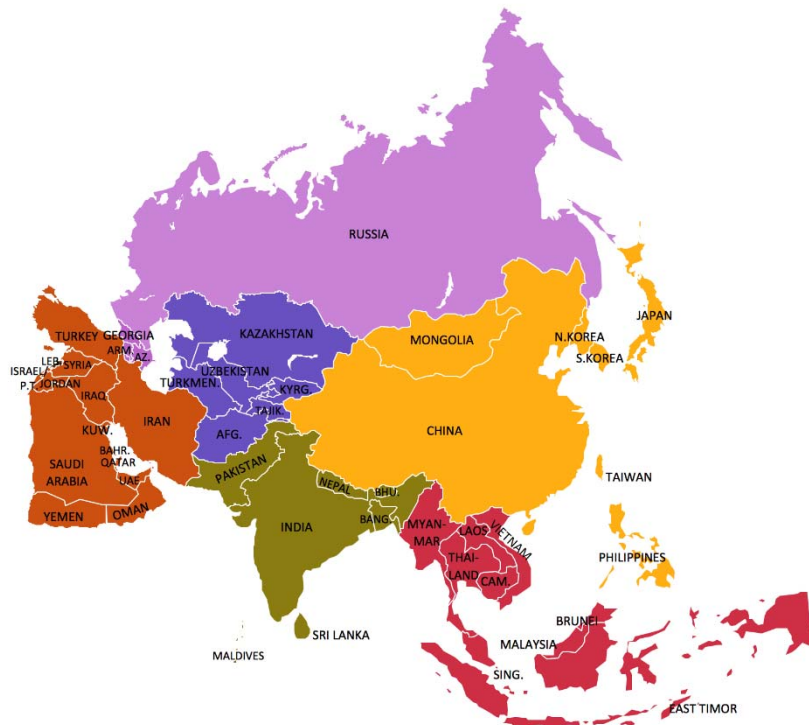 RUSSIA
JAPAN
TURKEY
GEORGIA
KAZAKHSTAN
MONGOLIA
N.KOREA
ARM.
AZ.
LEB.
SYRIA
S.KOREA
ISRAEL/
P.T.
JORDAN
UZBEKISTAN
TURKMEN.
KYRG.
IRAQ
IRAN
TAJIK.
KUW.
AFG.
CHINA
BAHR.
QATAR
SAUDI
ARABIA
PAKISTAN
UAE
NEPAL
BHU.
TAIWAN
YEMEN
OMAN
INDIA
BANG.
MYAN-
MAR
LAOS
VIETNAM
THAI-
LAND
CAM.
PHILIPPINES
SRI LANKA
MALDIVES
BRUNEI
MALAYSIA
SING.
EAST TIMOR